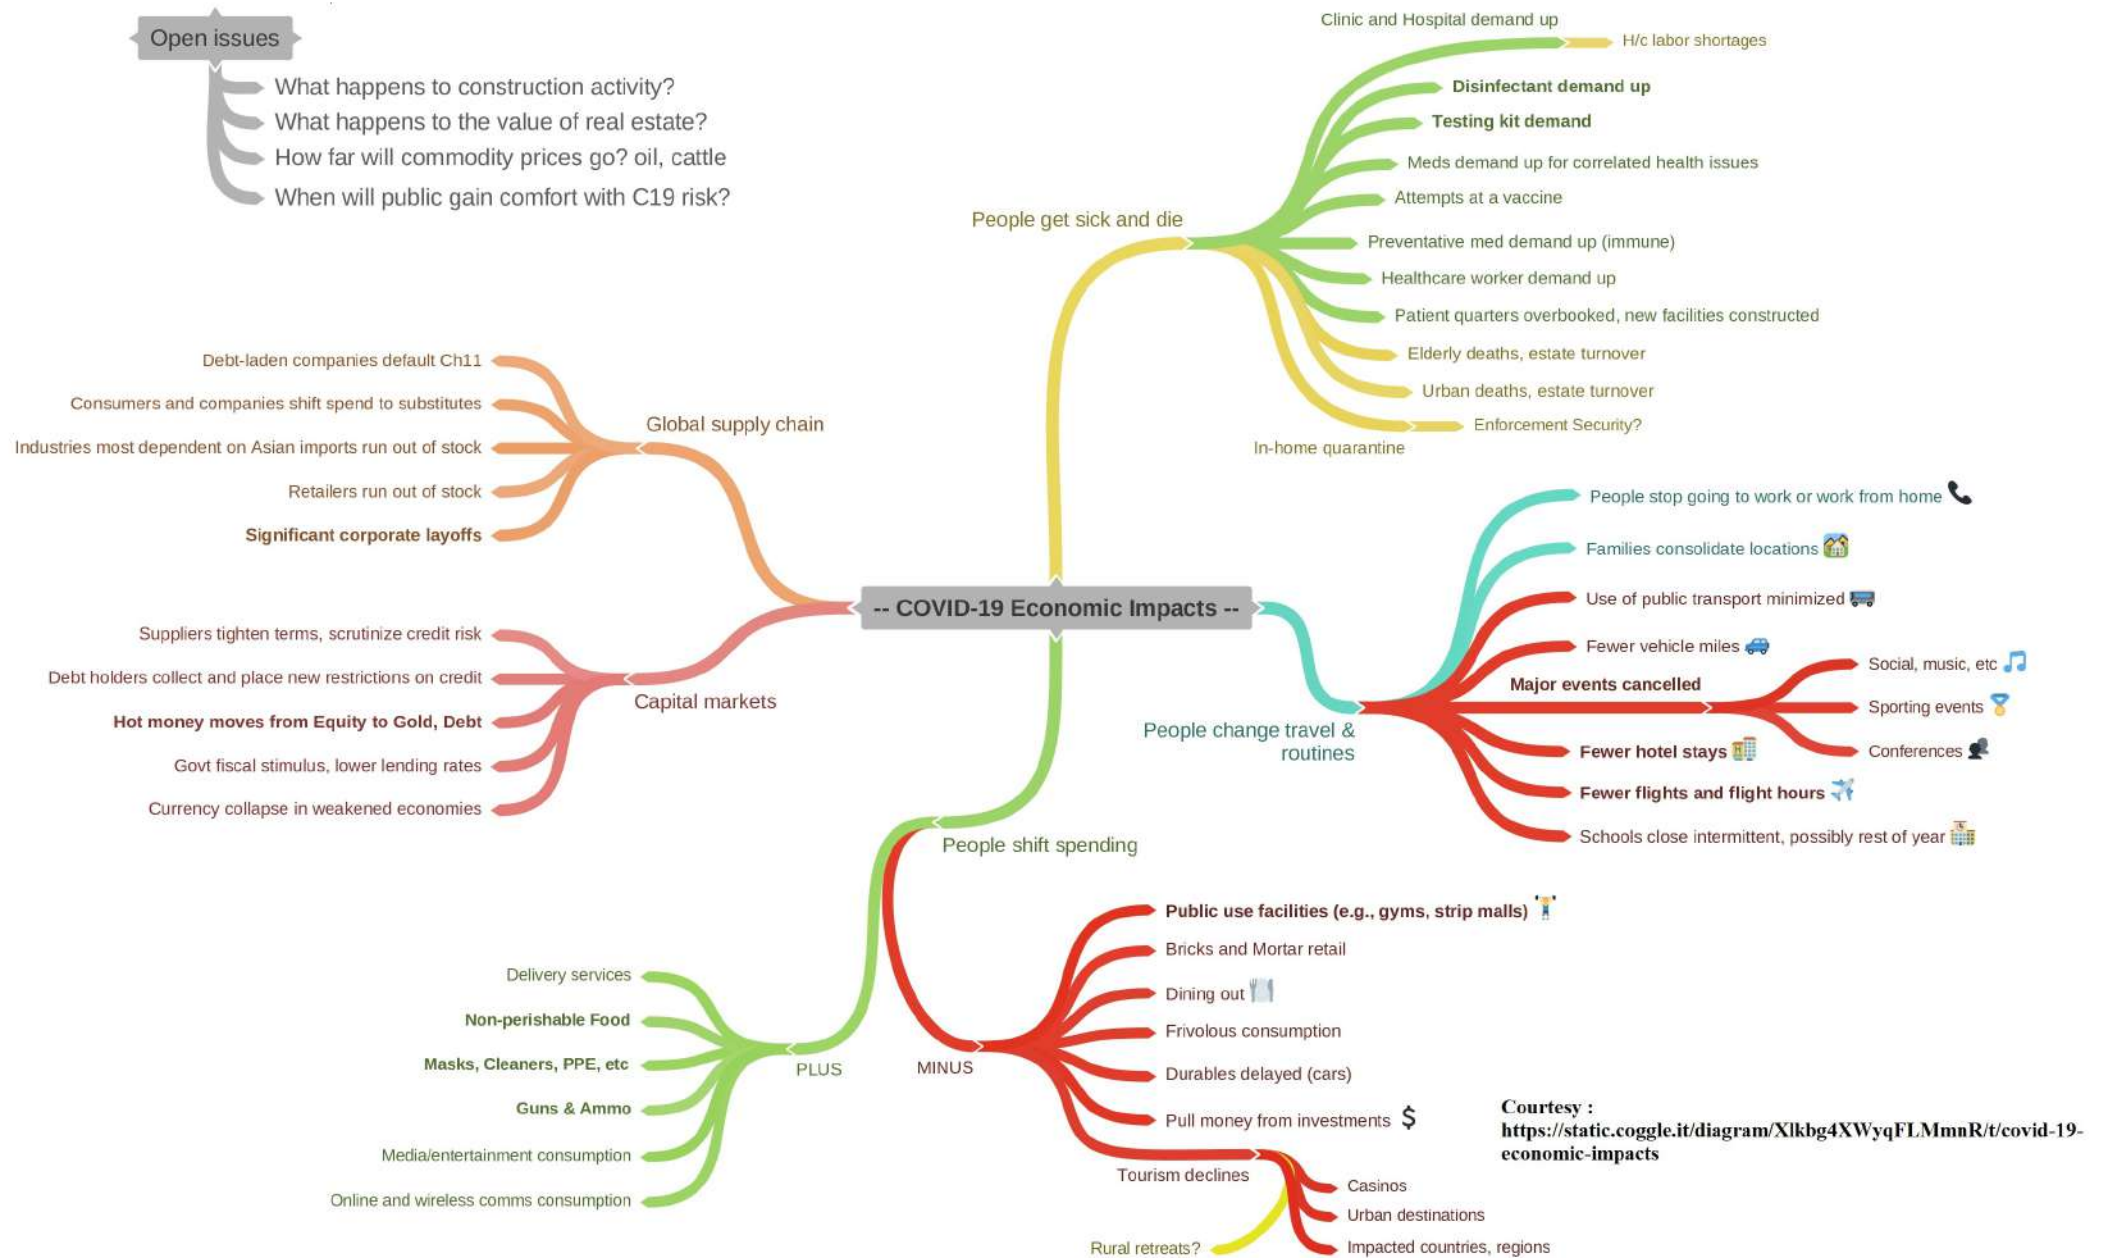 Open issues
What happens to construction activity?
What happens to the value of real estate?
How far will commodity prices go? oil, cattle
When will public gain comfort with C19 risk?
-- COVID-19 Economic Impacts --
People get sick and die
Clinic and Hospital demand up
H/c labor shortages
Disinfectant demand up
Testing kit demand
Meds demand up for correlated health issues
Attempts at a vaccine
Preventative med demand up (immune)
Healthcare worker demand up
Patient quarters overbooked, new facilities constructed
Elderly deaths, estate turnover
Urban deaths, estate turnover
In-home quarantine
Enforcement Security?
People change travel &
routines
People stop going to work or work from home
Families consolidate locations
Use of public transport minimized
Fewer vehicle miles
Major events cancelled
Social, music, etc
Sporting events
Conferences
Fewer hotel stays
Fewer flights and flight hours
Schools close intermittent, possibly rest of year
Global supply chain
Debt-laden companies default Ch11
Consumers and companies shift spend to substitutes
Industries most dependent on Asian imports run out of stock
Retailers run out of stock
Significant corporate layoffs
Capital markets
Suppliers tighten terms, scrutinize credit risk
Debt holders collect and place new restrictions on credit
Hot money moves from Equity to Gold, Debt
Govt fiscal stimulus, lower lending rates
Currency collapse in weakened economies
People shift spending
PLUS
Delivery services
Non-perishable Food
Masks, Cleaners, PPE, etc
Guns & Ammo
Media/entertainment consumption
Online and wireless comms consumption
MINUS
Public use facilities (e.g., gyms, strip malls)
Bricks and Mortar retail
Dining out
Frivolous consumption
Durables delayed (cars)
Pull money from investments $
Tourism declines
Casinos
Urban destinations
Impacted countries, regions
Rural retreats?
Courtesy :
https://static.coggle.it/diagram/XlkbgXWyqFLMmnR/t/covid-19-
economic-impacts